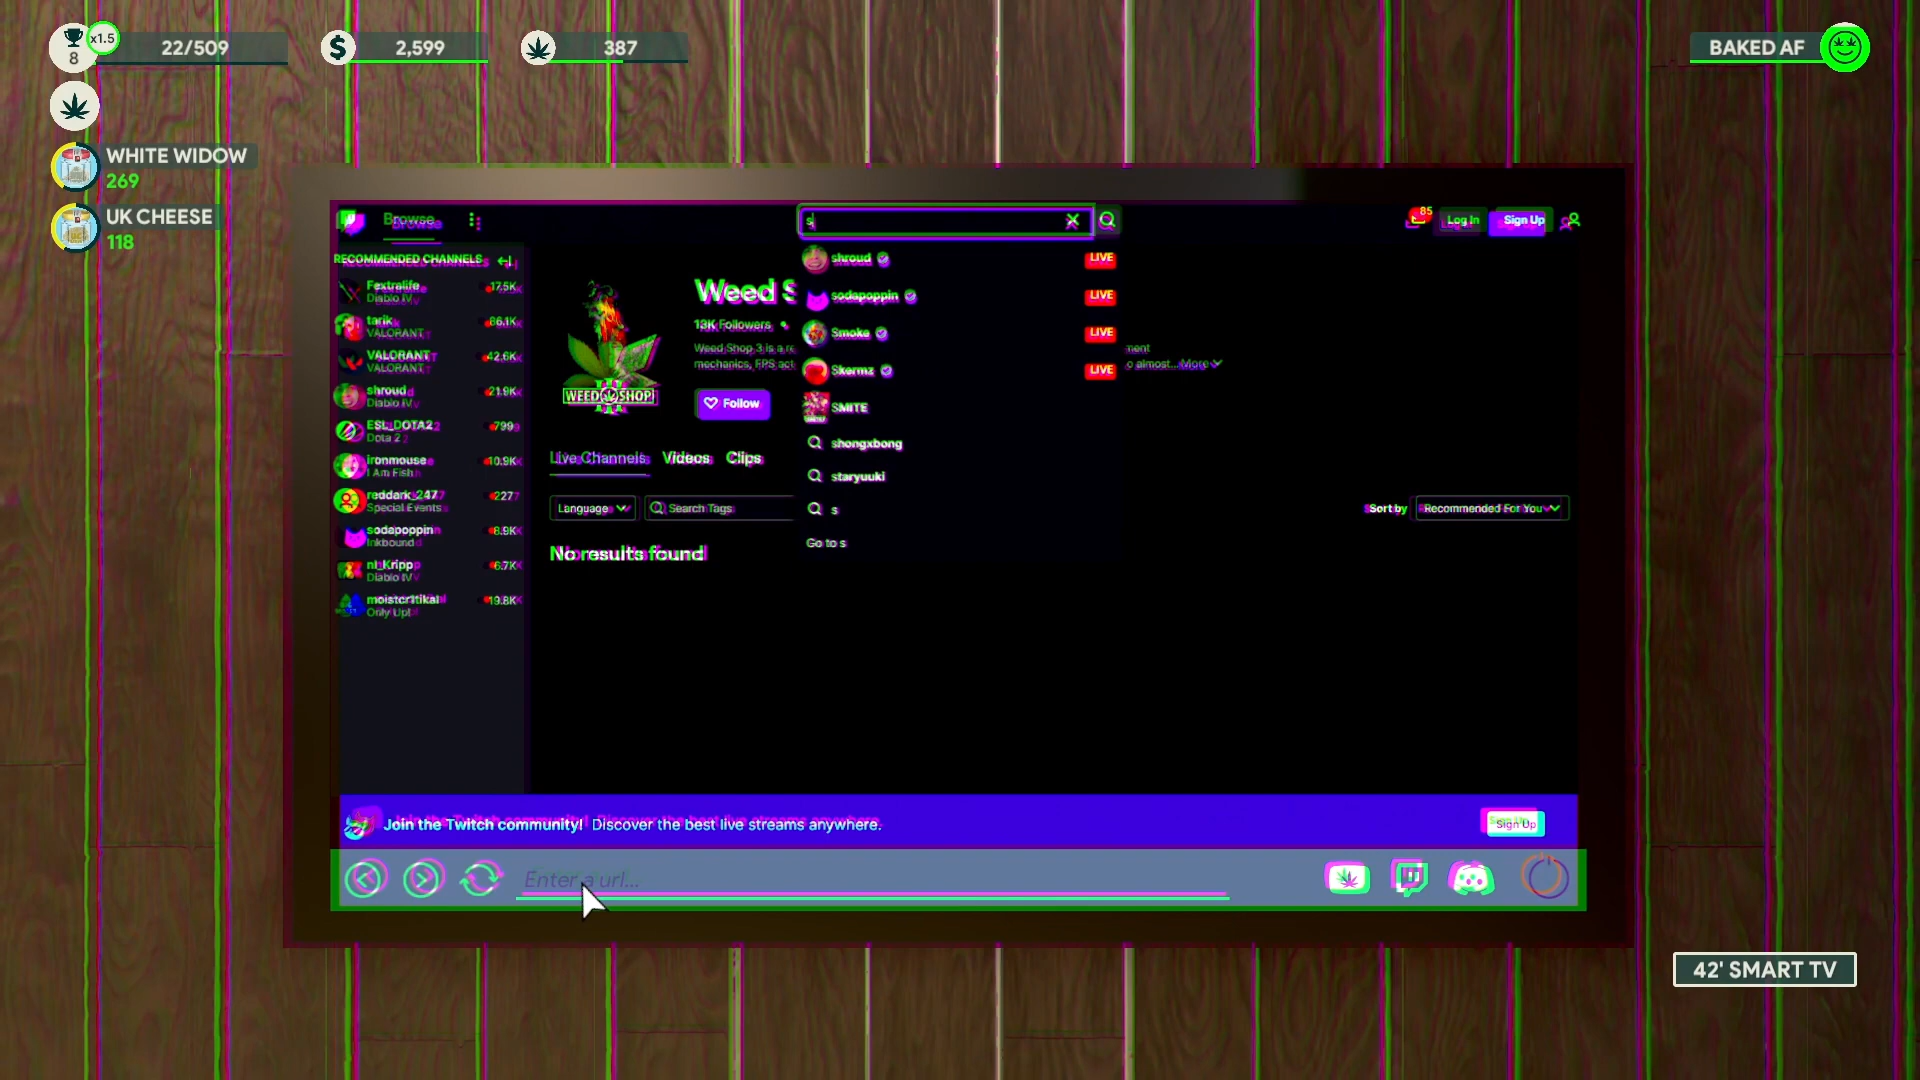 x1.5
8
22/509
2,599
387
BAKED AF
WHITE WIDOW
269
UK CHEESE
118
Browse
s
85
Log In
Sign Up
RECOMMENDED CHANNELS
Fextralife
Diablo IV
17.5K
tarik
VALORANT
66.1K
VALORANT
VALORANT
42.6K
shroud
Diablo IV
21.9K
ESL_DOTA2
Dota 2
799
ironmouse
I Am Fish
10.9K
reddark_247
Special Events
227
sodapoppin
Inkbound
8.9K
nl_Kripp
Diablo IV
6.7K
moistcr1tikal
Only Up!
19.8K
WEED SHOP
Weed S
13K Followers
Weed Shop 3 is a re
mechanics, FPS act
ment
o almost... More
Follow
shroud
LIVE
sodapoppin
LIVE
Smoke
LIVE
Skermz
LIVE
SMITE
shongxbong
staryuuki
s
Go to s
Live Channels
Videos
Clips
Language
Search Tags
Sort by
Recommended For You
No results found
Join the Twitch community! Discover the best live streams anywhere.
Sign Up
Enter a url...
42' SMART TV